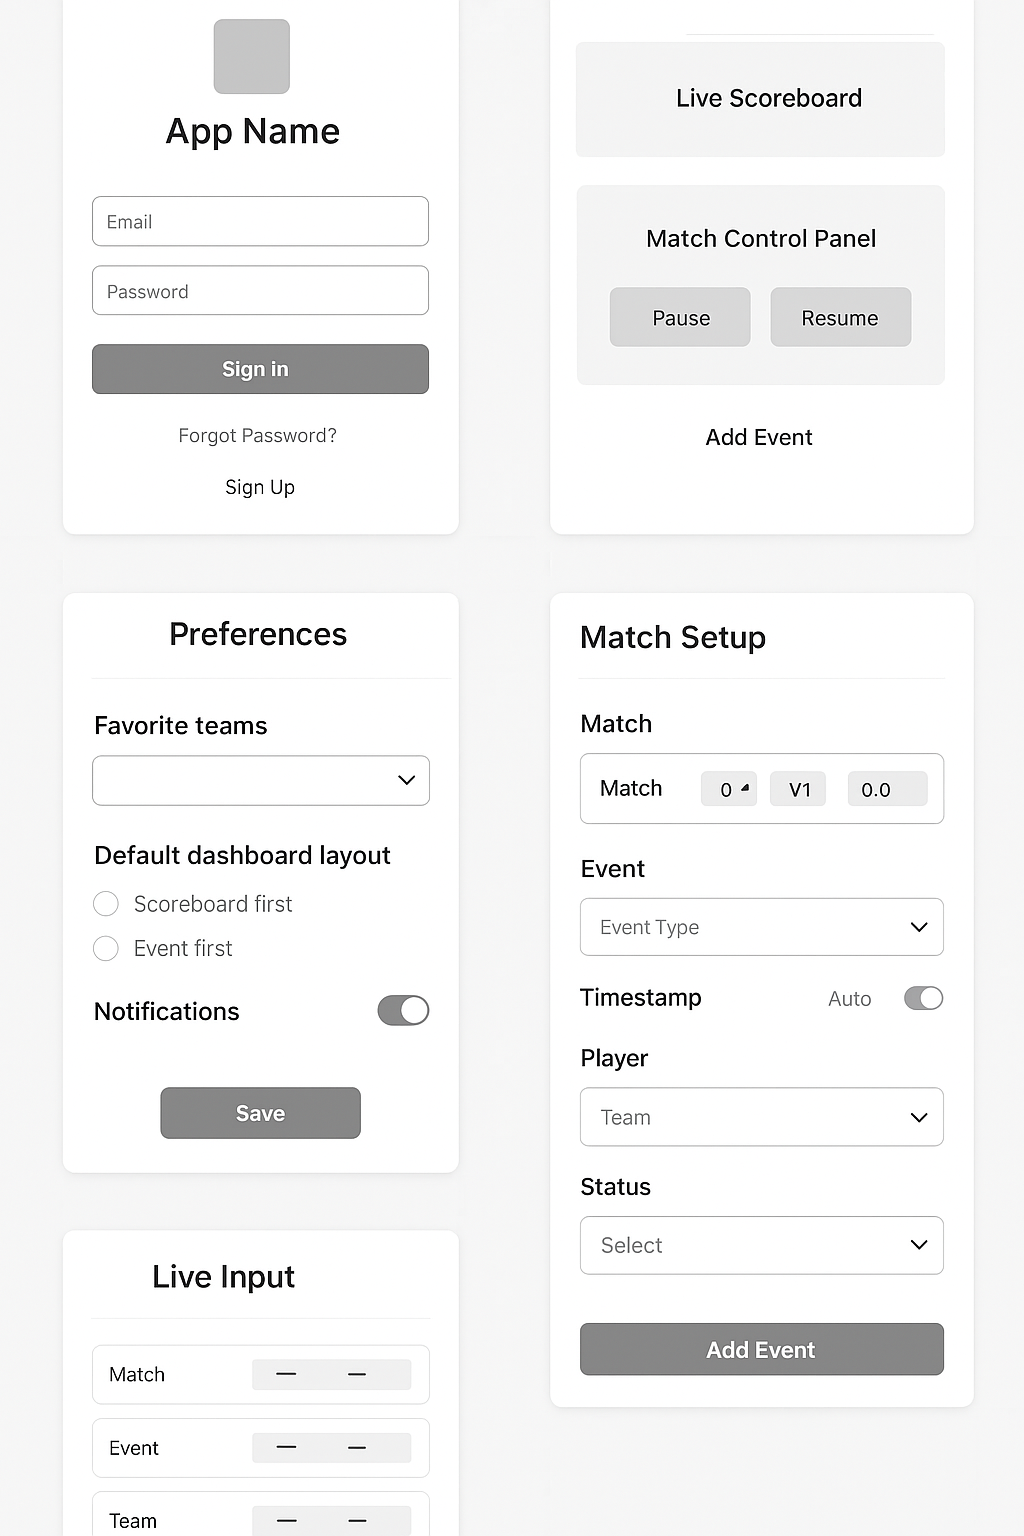 App Name
Email
Password
Sign in
Forgot Password?
Sign Up
Live Scoreboard
Match Control Panel
Pause Resume
Add Event
Preferences
Favorite teams
Default dashboard layout
Scoreboard first
Event first
Notifications
Save
Match Setup
Match
Match 0 V1 0.0
Event
Event Type
Timestamp Auto
Player
Team
Status
Select
Add Event
Live Input
Match — —
Event — —
Team — —